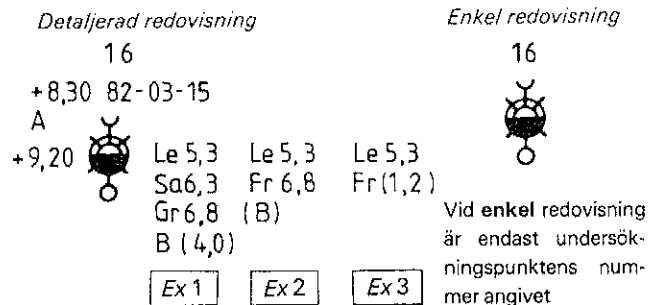 Detaljerad redovisning
16
+8,30 82-03-15
A
+9,20
Le 5,3
Sa6,3
Gr 6,8
B (4,0)
Ex 1
Le 5,3
Fr 6,8
(B)
Ex 2
Le 5,3
Fr(1,2)
Ex 3
Enkel redovisning
16
Vid enkel redovisning
är endast undersök-
ningspunktens num-
mer angivet